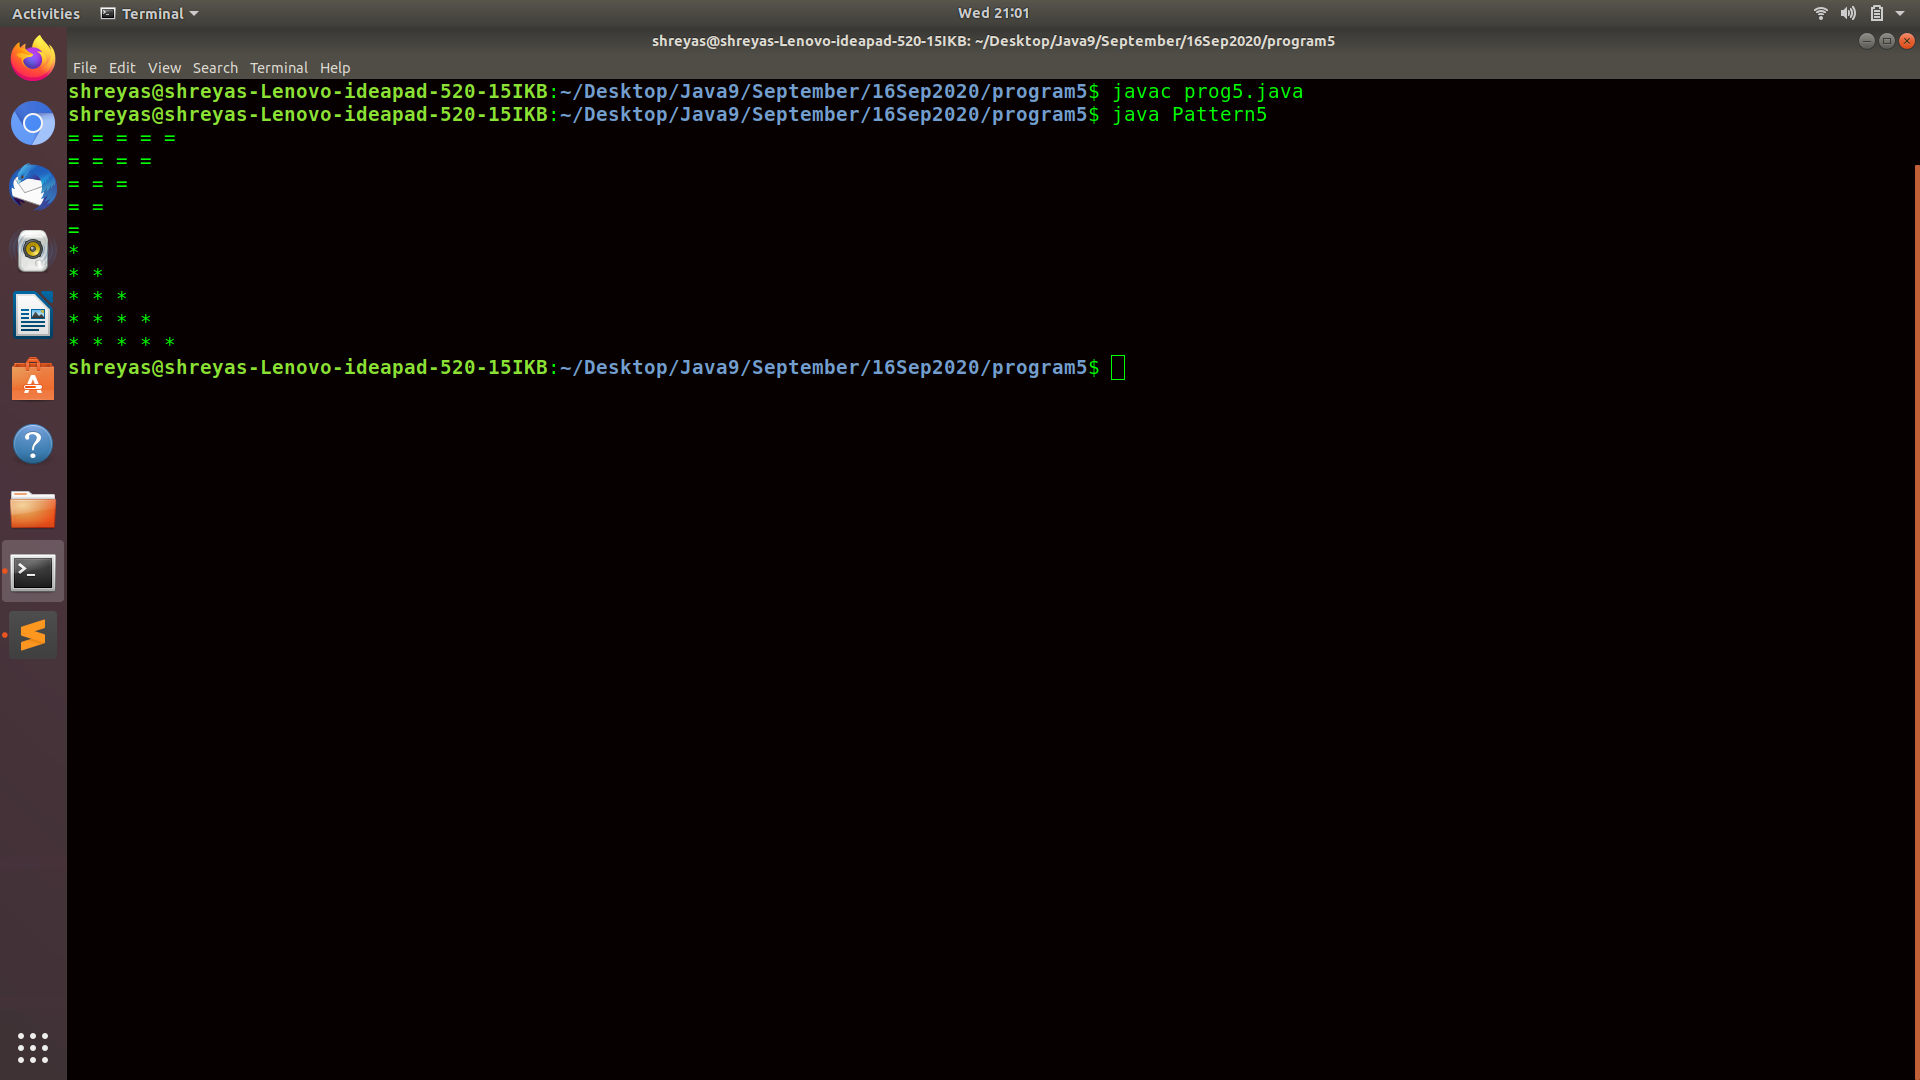 Activities Terminal Wed 21:01
shreyas@shreyas-Lenovo-ideapad-520-15IKB: ~/Desktop/Java9/September/16Sep2020/program5
File Edit View Search Terminal Help
shreyas@shreyas-Lenovo-ideapad-520-15IKB:~/Desktop/Java9/September/16Sep2020/program5$ javac prog5.java
shreyas@shreyas-Lenovo-ideapad-520-15IKB:~/Desktop/Java9/September/16Sep2020/program5$ java Pattern5
= = = = =
= = = =
= = =
= =
=
*
* *
* * *
* * * *
* * * * *
shreyas@shreyas-Lenovo-ideapad-520-15IKB:~/Desktop/Java9/September/16Sep2020/program5$